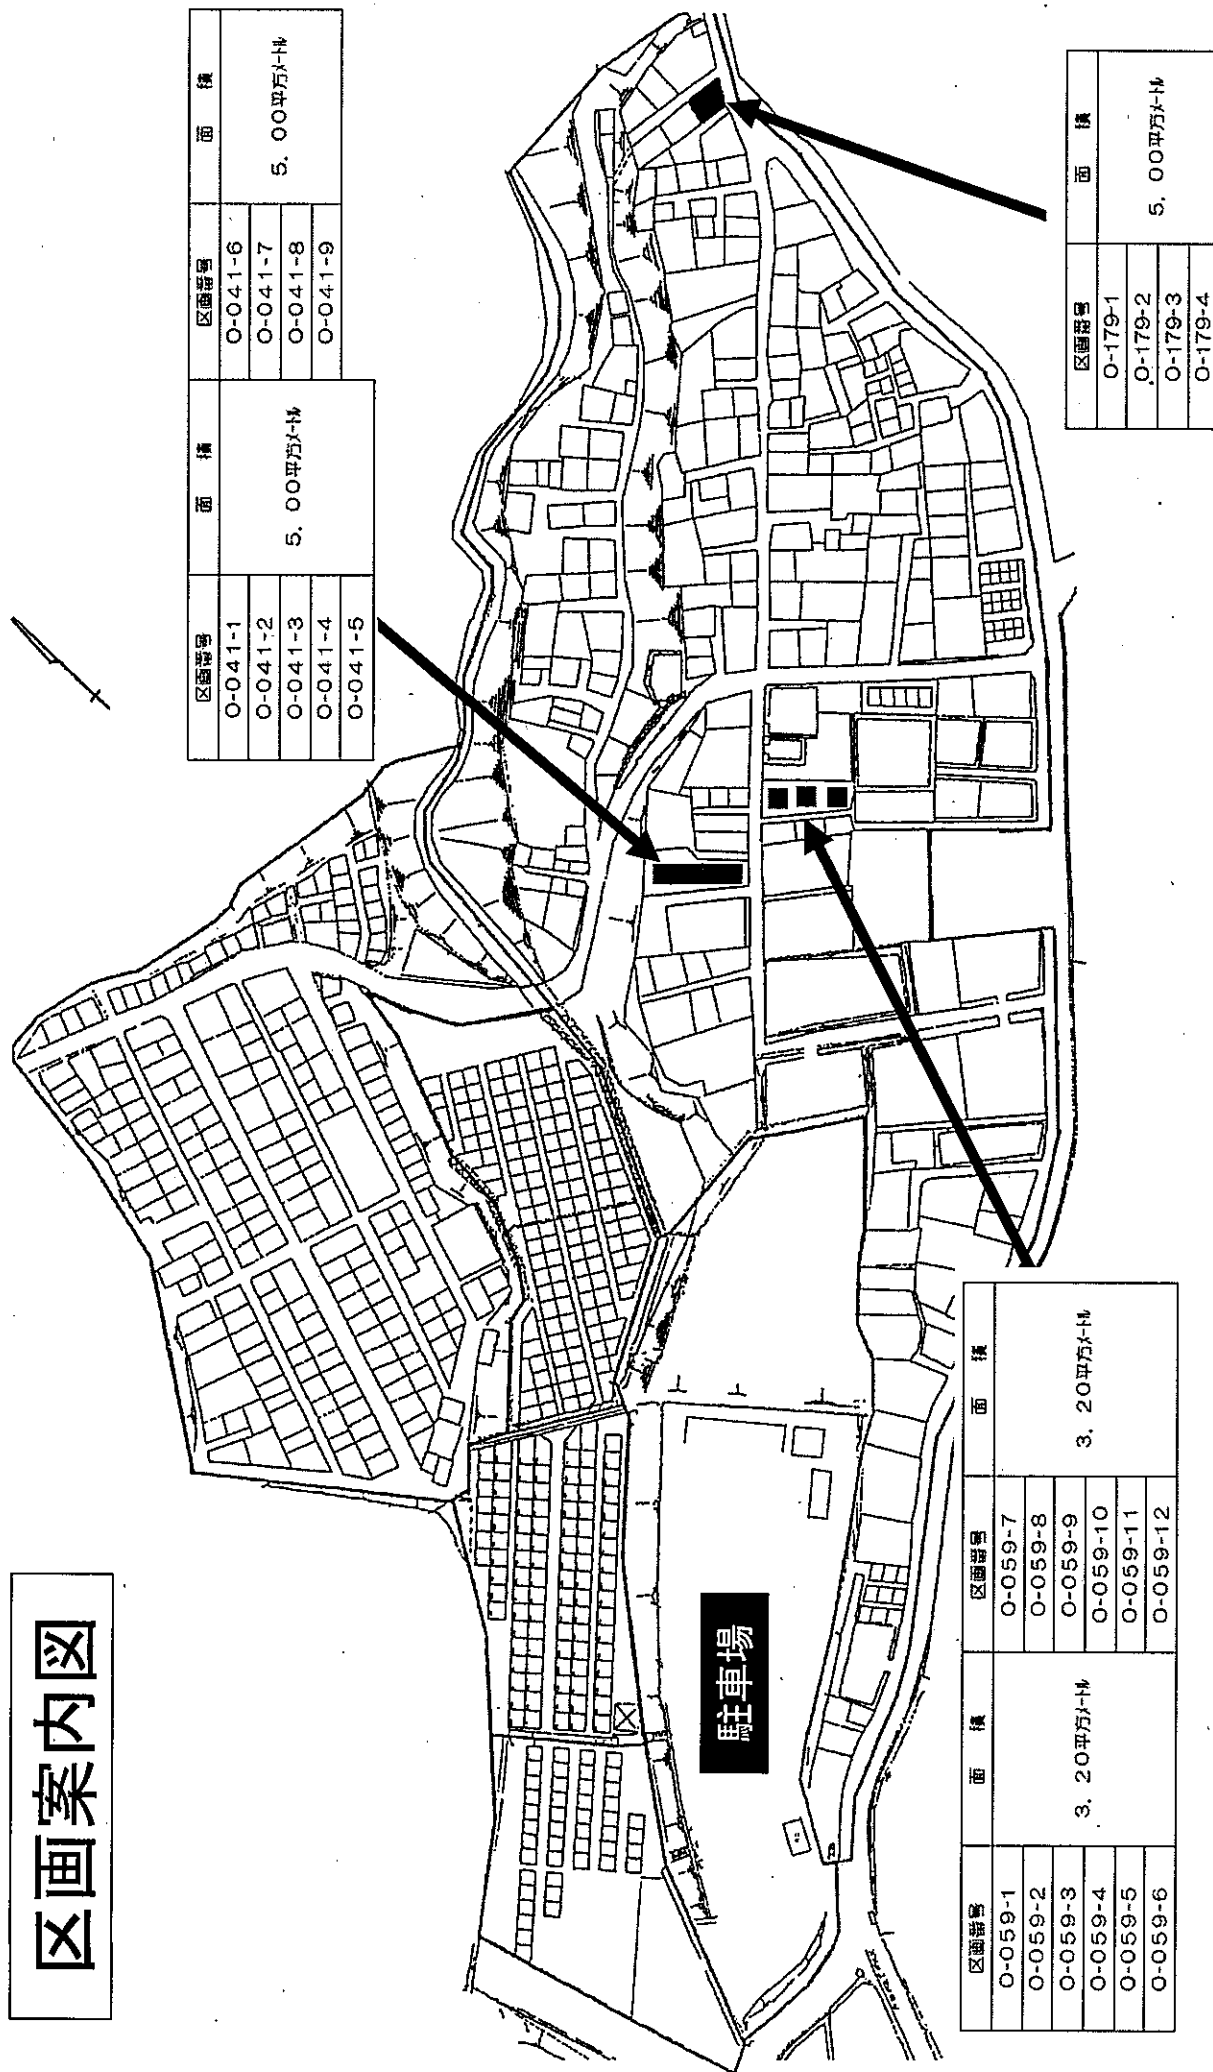 区画案内図
区画番号 面積 区画番号 面積
O-041-1 5.00平方メートル O-041-6 5.00平方メートル
O-041-2 O-041-7
O-041-3 O-041-8
O-041-4 O-041-9
O-041-5
駐車場
区画番号 面積 区画番号 面積
O-059-1 3.20平方メートル O-059-7 3.20平方メートル
O-059-2 O-059-8
O-059-3 O-059-9
O-059-4 O-059-10
O-059-5 O-059-11
O-059-6 O-059-12
区画番号 面積
O-179-1 5.00平方メートル
O-179-2
O-179-3
O-179-4